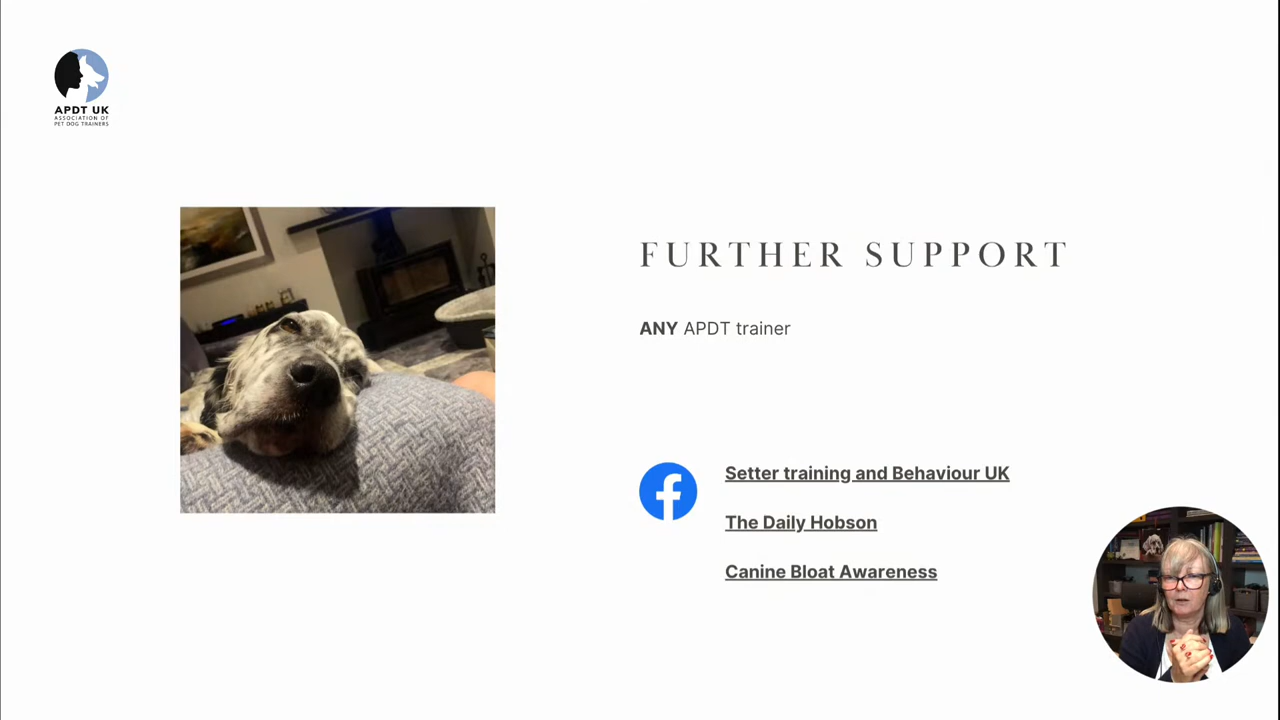 APDT UK
ASSOCIATION OF
PET DOG TRAINERS
FURTHER SUPPORT
ANY APDT trainer
Setter training and Behaviour UK
The Daily Hobson
Canine Bloat Awareness